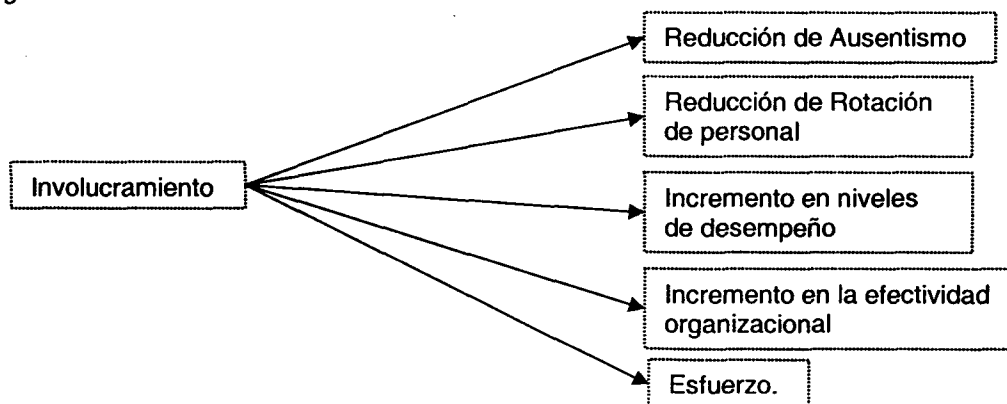 Reducción de Ausentismo
Reducción de Rotación
de personal
Involucramiento
Incremento en niveles
de desempeño
Incremento en la efectividad
organizacional
Esfuerzo.